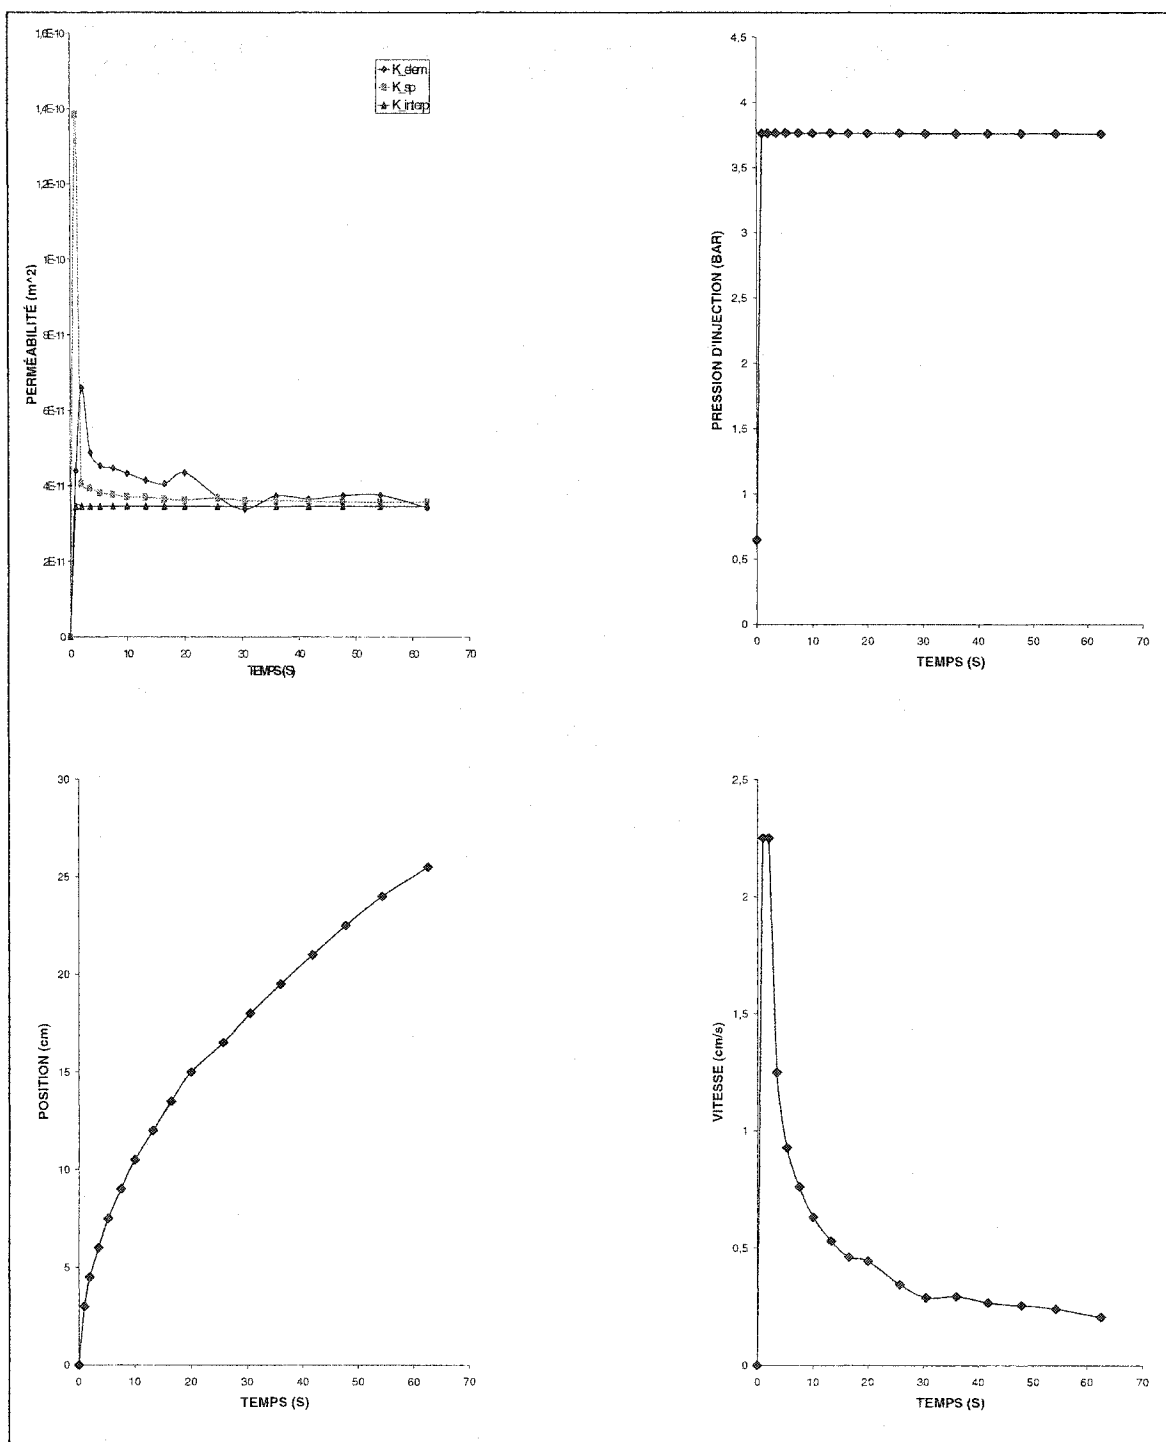 1,6E-10
1,4E-10
1,2E-10
1E-10
8E-11
6E-11
4E-11
2E-11
0
PERMÉABILITÉ (m^2)
K_elem
K_sp
K_interp
0 10 20 30 40 50 60 70
TEMPS (S)
4,5
4
3,5
3
2,5
2
1,5
1
0,5
0
PRESSION D'INJECTION (BAR)
0 10 20 30 40 50 60 70
TEMPS (S)
30
25
20
15
10
5
0
POSITION (cm)
0 10 20 30 40 50 60 70
TEMPS (S)
2,5
2
1,5
1
0,5
0
VITESSE (cm/s)
0 10 20 30 40 50 60 70
TEMPS (S)